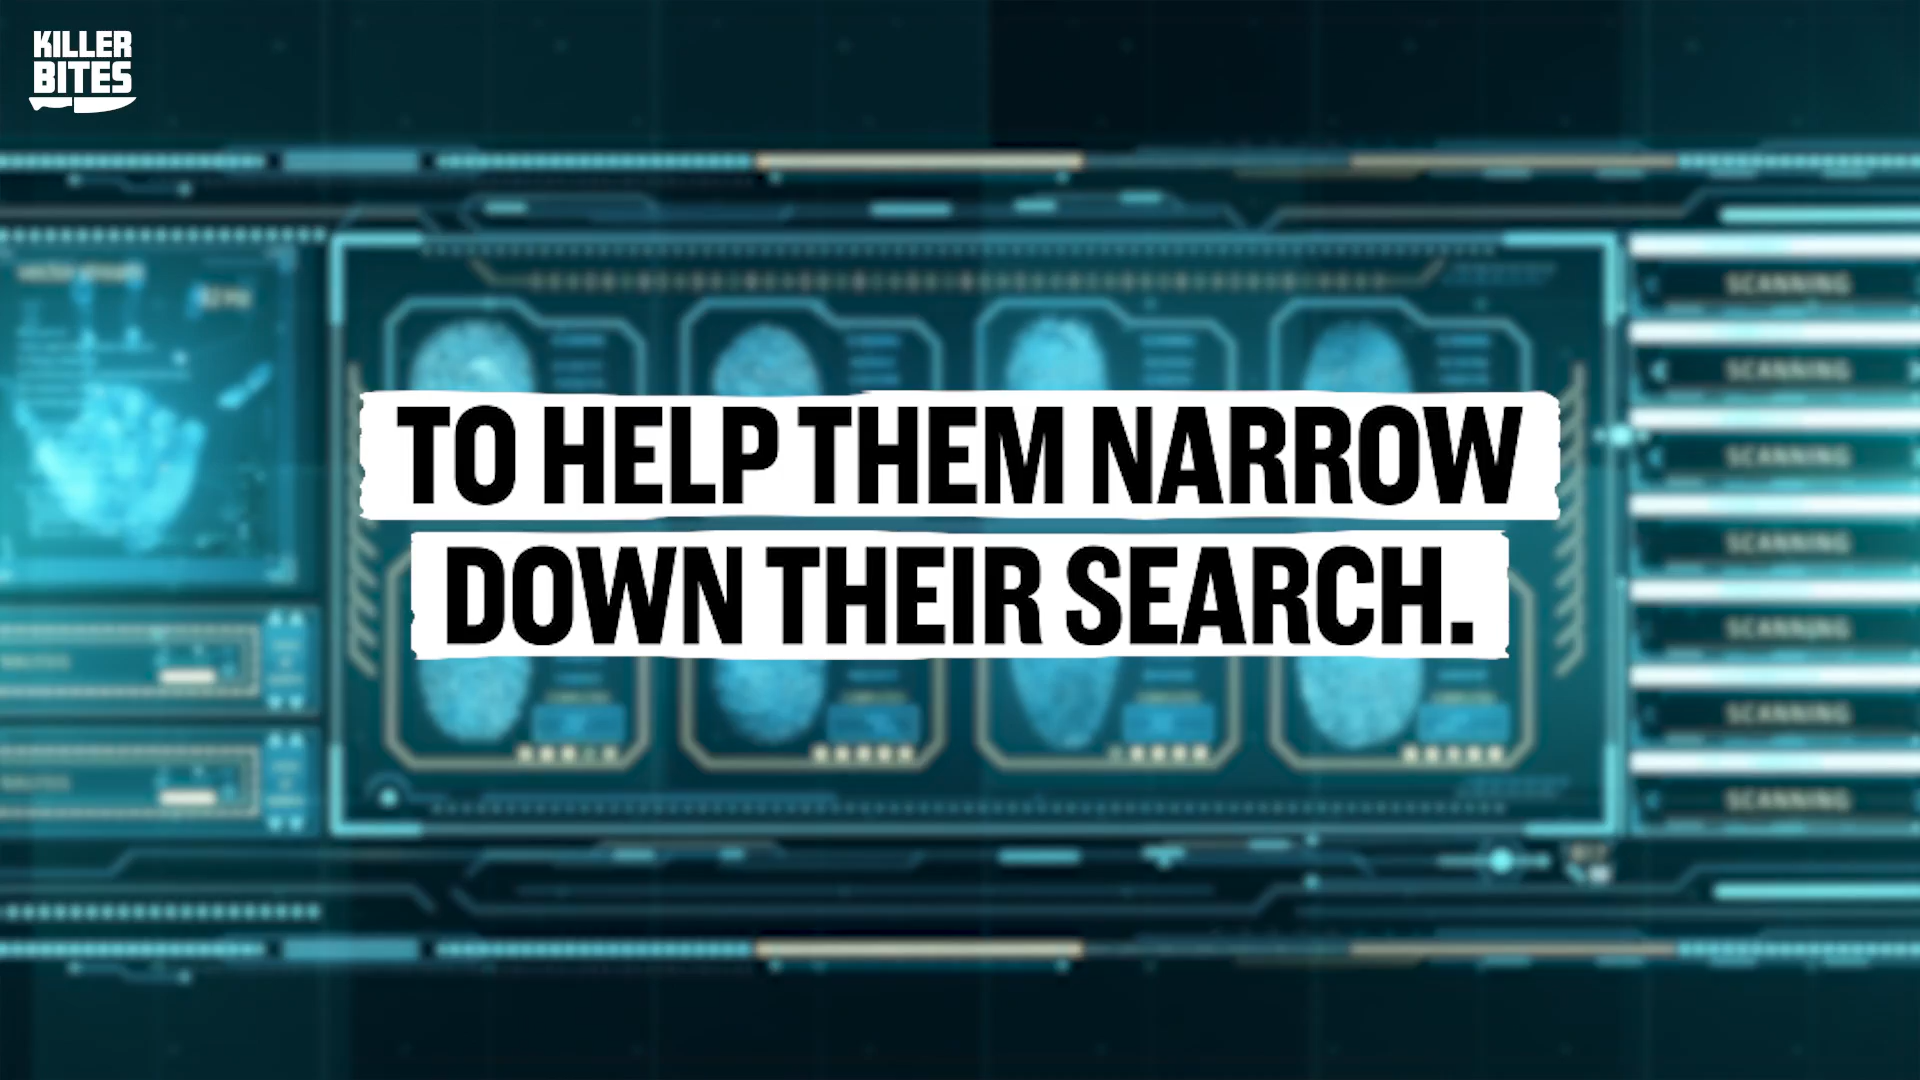 KILLER
BITES
TO HELP THEM NARROW
DOWN THEIR SEARCH.
SCANNING
SCANNING
SCANNING
SCANNING
SCANNING
SCANNING
SCANNING